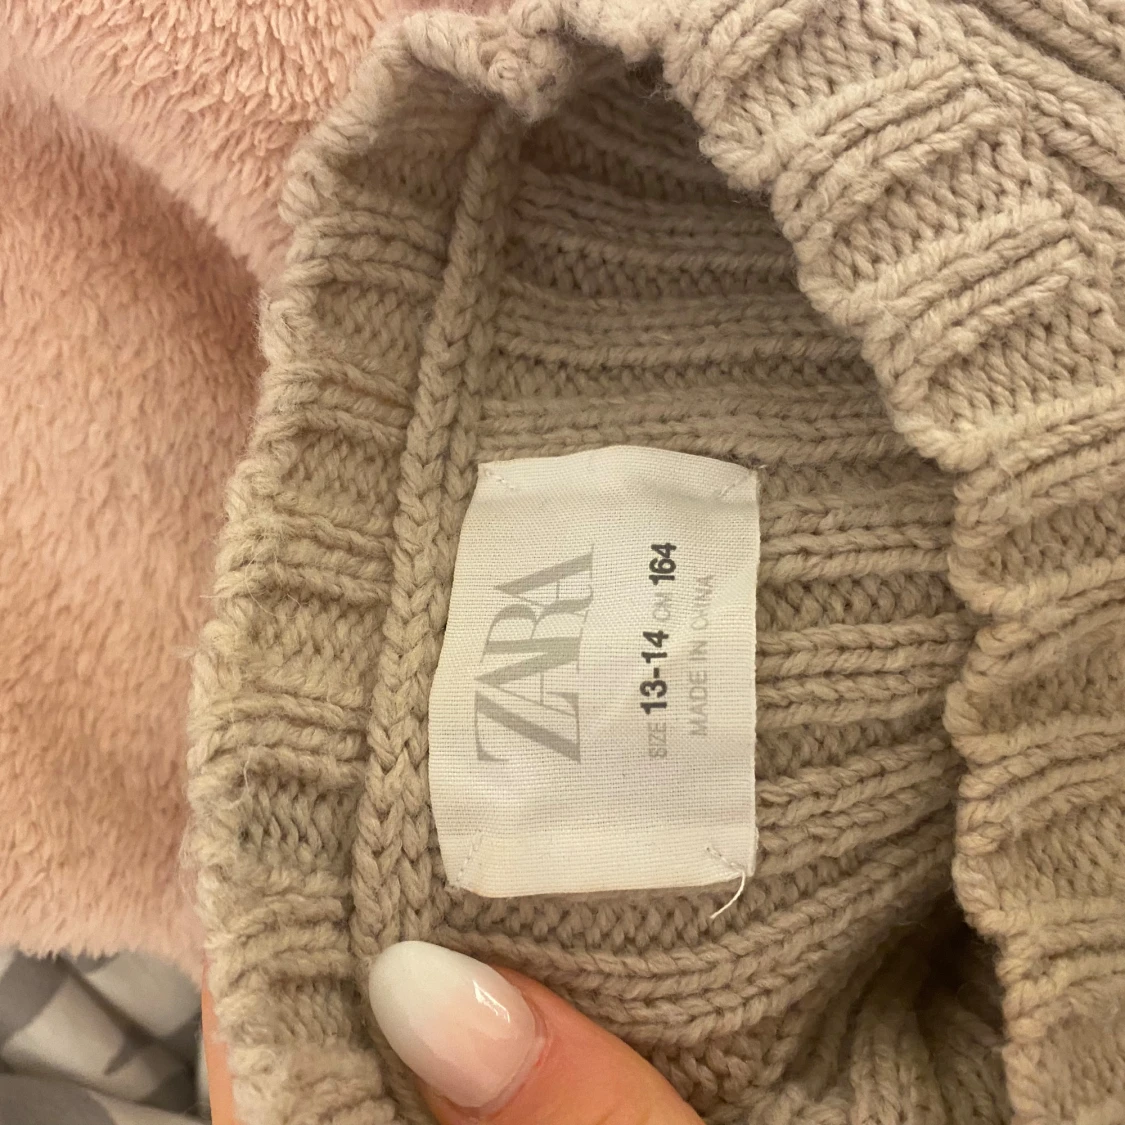 ZARA
SIZE 13-14 CM 164
MADE IN CHINA